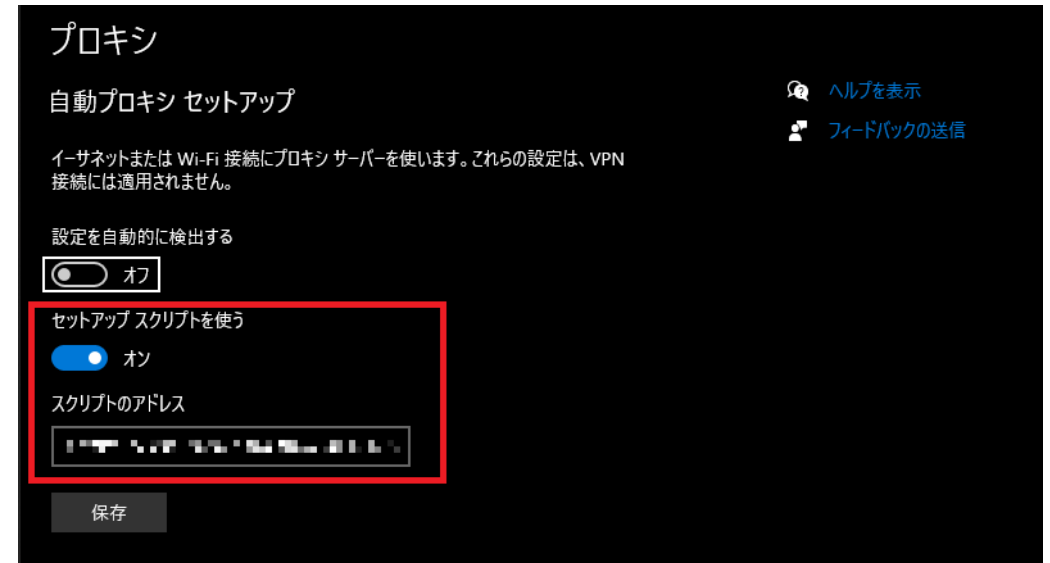 プロキシ
自動プロキシ セットアップ
ヘルプを表示
フィードバックの送信
イーサネットまたは Wi-Fi 接続にプロキシ サーバーを使います。これらの設定は、VPN
接続には適用されません。
設定を自動的に検出する
オフ
セットアップ スクリプトを使う
オン
スクリプトのアドレス
保存